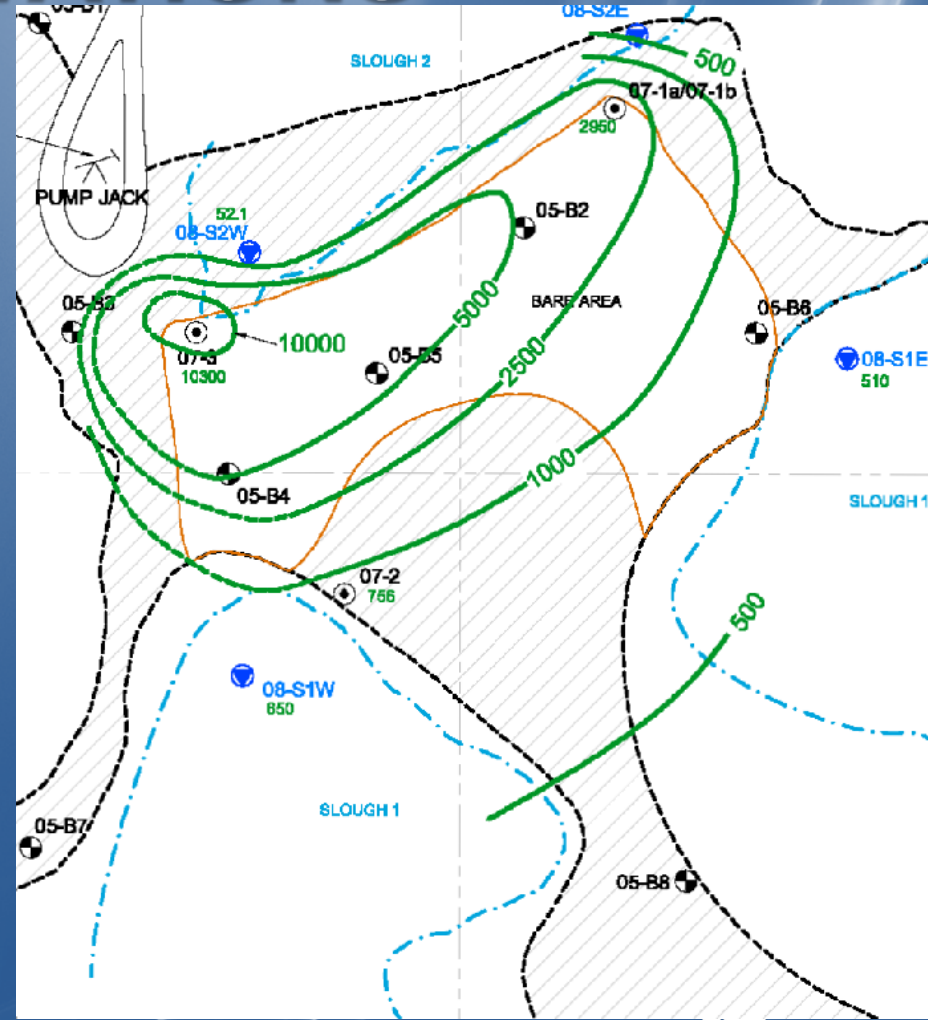 08-S2E
SLOUGH 2
500
07-1a/07-1b
2950
PUMP JACK
52.1
08-S2W
05-B2
05-B3
5000
BARE AREA
05-B6
07-3
10300
10000
05-B5
2500
08-S1E
510
1000
05-B4
SLOUGH 1
07-2
756
500
08-S1W
650
SLOUGH 1
05-B7
05-B8